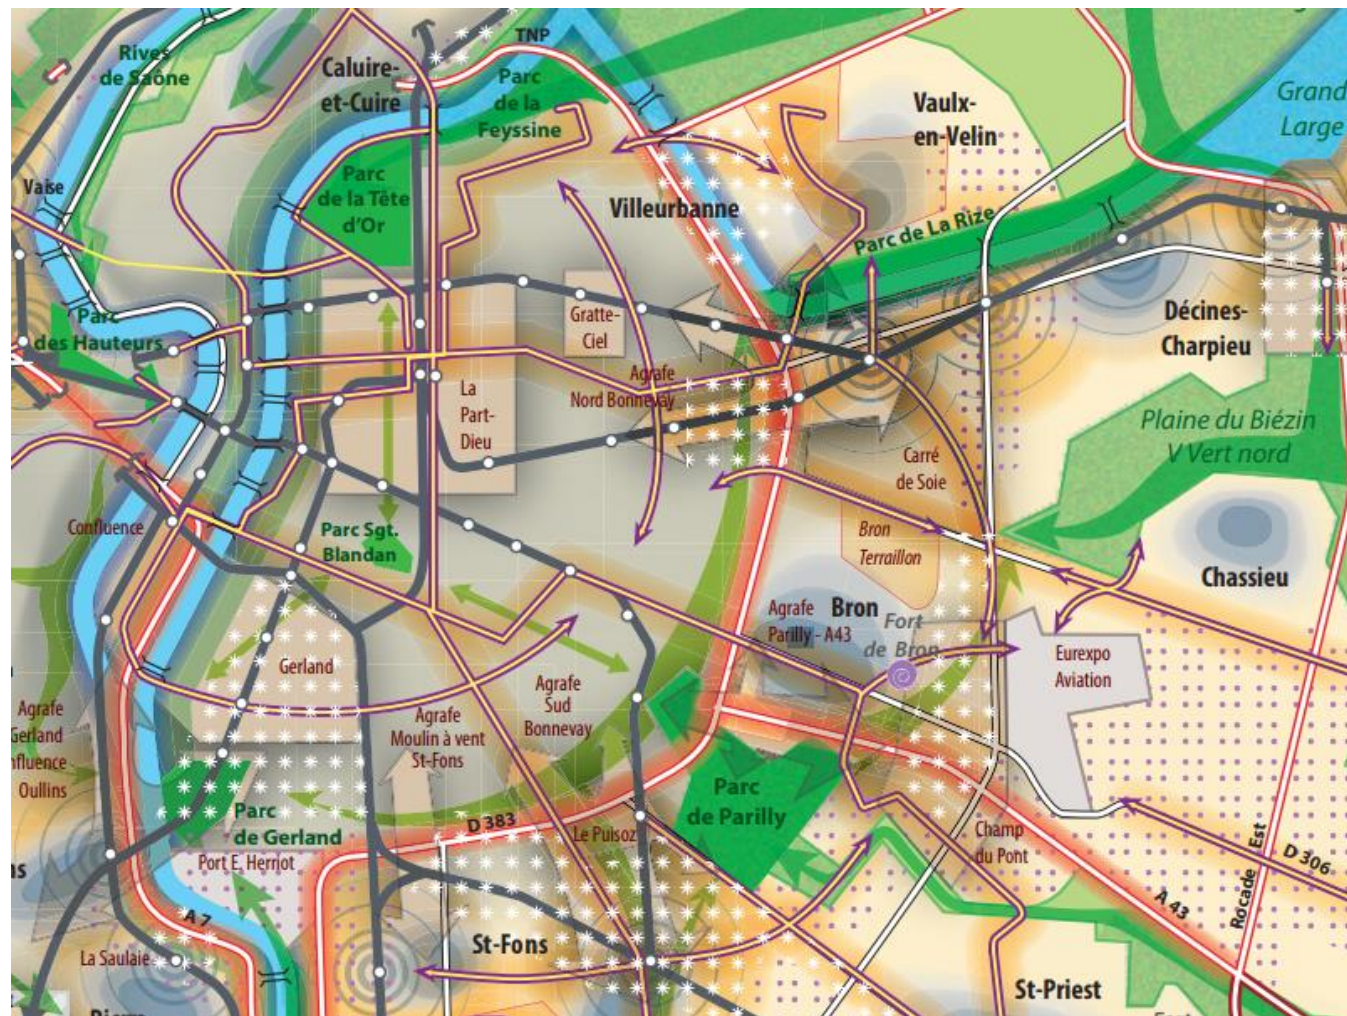 TNP
Rives
de Saône
Caluire-
et-Cuire
Parc
de la
Feyssine
Vaulx-
en-Velin
Grand
Large
Vaise
Parc
de la Tête
d'Or
Villeurbanne
Parc de La Rize
Parc
des Hauteurs
Gratte-
Ciel
Décines-
Charpieu
Agrafe
Nord Bonnevay
La
Part-
Dieu
Plaine du Biézin
V Vert nord
Carré
de Soie
Confluence
Parc Sgt.
Blandan
Bron
Terraillon
Chassieu
Agrafe
Parilly - A43
Bron
Fort
de Bron
Gerland
Eurexpo
Aviation
Agrafe
Sud
Bonnevay
Agrafe
Moulin à vent
St-Fons
Agrafe
Gerland
nfluence
Oullins
Parc
de Parilly
Parc
de Gerland
D 383
Le Puisoz
Champ
du Pont
Port E. Herriot
Rocade Est
D 306
A 43
A 7
ns
La Saulaie
St-Fons
St-Priest